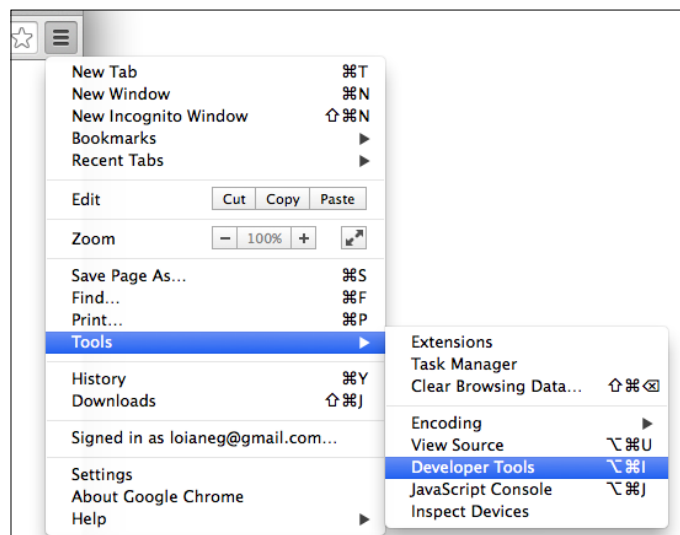 New Tab ⌘T
New Window ⌘N
New Incognito Window ⇧⌘N
Bookmarks ▶
Recent Tabs ▶
Edit Cut Copy Paste
Zoom − 100% +
Save Page As... ⌘S
Find... ⌘F
Print... ⌘P
Tools ▶
History ⌘Y
Downloads ⇧⌘J
Signed in as loianeg@gmail.com...
Settings
About Google Chrome
Help ▶
Extensions
Task Manager
Clear Browsing Data... ⇧⌘⌫
Encoding ▶
View Source ⌥⌘U
Developer Tools ⌥⌘I
JavaScript Console ⌥⌘J
Inspect Devices